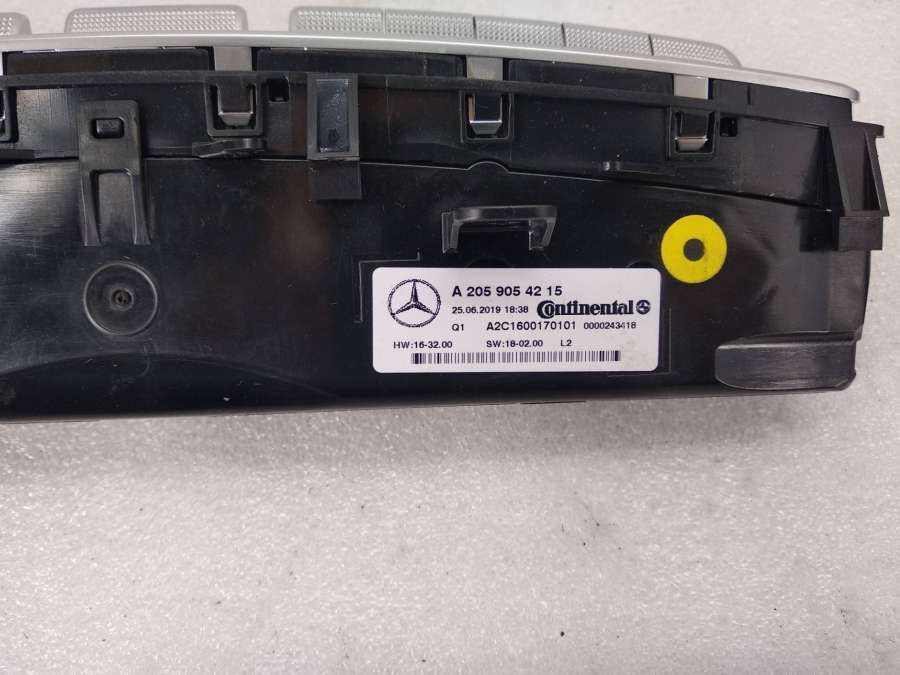 A 205 905 42 15
25.06.2019 18:38 Continental
Q1 A2C1600170101 0000243418
HW:16-32.00 SW:18-02.00 L2